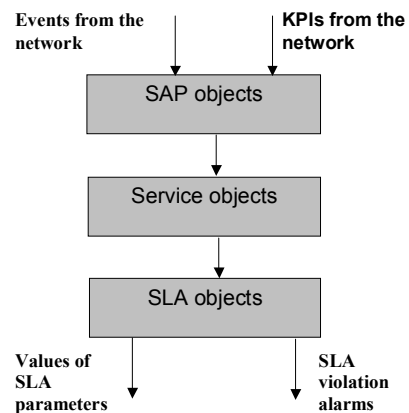 Events from the
network
KPIs from the
network
SAP objects
Service objects
SLA objects
Values of
SLA
parameters
SLA
violation
alarms